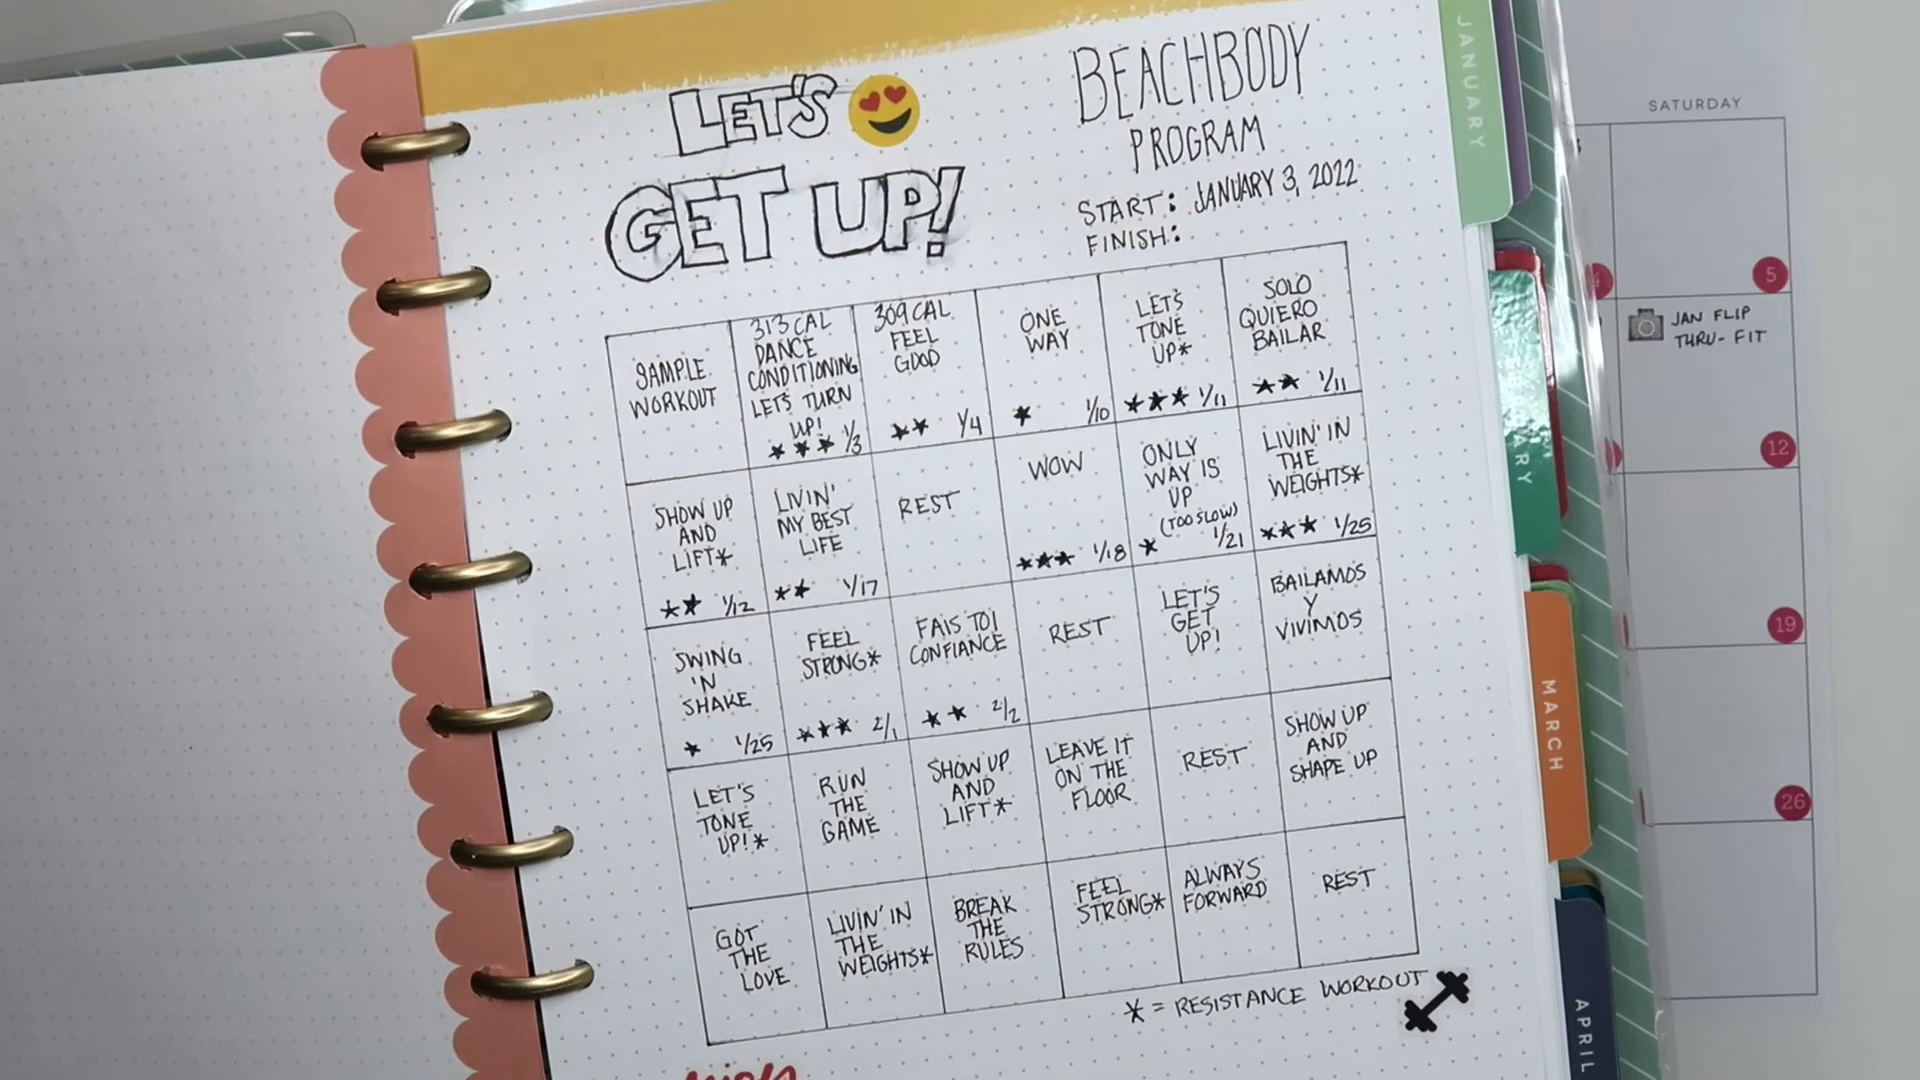 LET'S
GET UP!
BEACHBODY
PROGRAM
START: JANUARY 3, 2022
FINISH:
SAMPLE
WORKOUT
313 CAL
DANCE
CONDITIONING
LET'S TURN
UP!
★★★ 1/3
309 CAL
FEEL
GOOD
★★ 1/4
ONE
WAY
★ 1/10
LET'S
TONE
UP*
★★★ 1/11
SOLO
QUIERO
BAILAR
★★ 1/11
SHOW UP
AND
LIFT*
★★ 1/12
LIVIN'
MY BEST
LIFE
★★ 1/17
REST
WOW
★★★ 1/18
ONLY
WAY IS
UP
(TOO SLOW)
★ 1/21
LIVIN' IN
THE
WEIGHTS*
★★★ 1/25
SWING
'N
SHAKE
★ 1/25
FEEL
STRONG*
★★★ 2/1
FAIS TOI
CONFIANCE
★★ 2/2
REST
LET'S
GET
UP!
BAILAMOS
Y
VIVIMOS
LET'S
TONE
UP!*
RUN
THE
GAME
SHOW UP
AND
LIFT*
LEAVE IT
ON THE
FLOOR
REST
SHOW UP
AND
SHAPE UP
GOT
THE
LOVE
LIVIN' IN
THE
WEIGHTS*
BREAK
THE
RULES
FEEL
STRONG*
ALWAYS
FORWARD
REST
* = RESISTANCE WORKOUT
JANUARY
MARCH
APRIL
SATURDAY
5
JAN FLIP
THRU- FIT
12
19
26